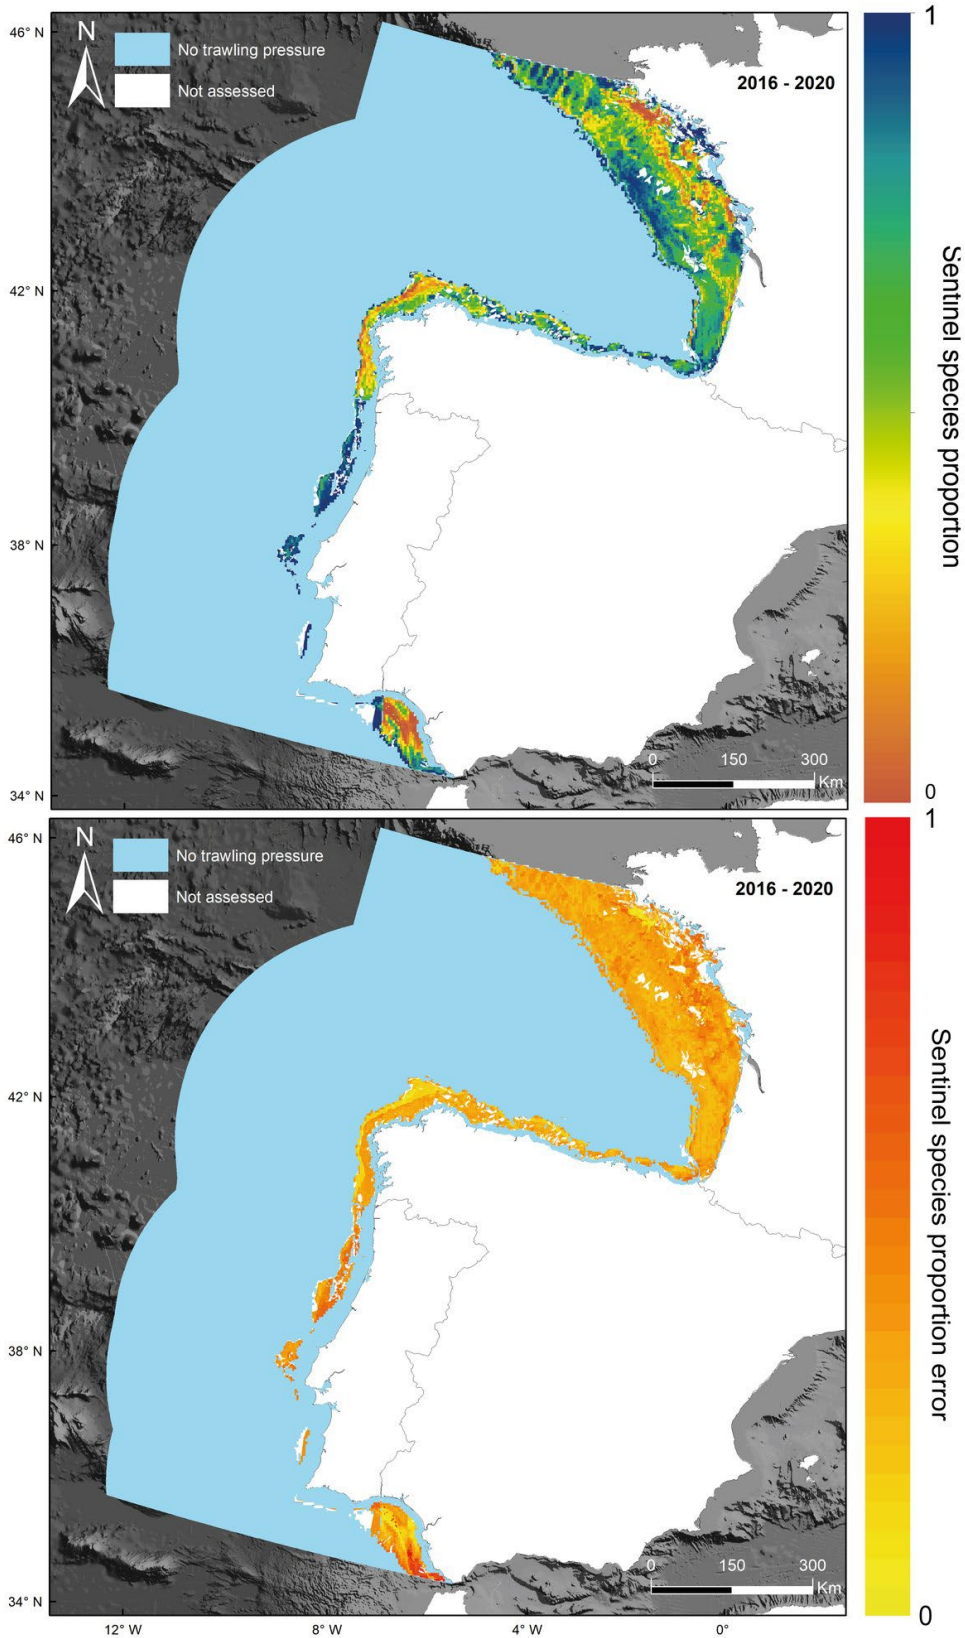 46° N
N
No trawling pressure
Not assessed
2016 - 2020
1
42° N
Sentinel species proportion
38° N
0
150
300
Km
34° N
0
46° N
N
No trawling pressure
Not assessed
2016 - 2020
1
42° N
Sentinel species proportion error
38° N
0
150
300
Km
34° N
0
12° W
8° W
4° W
0°